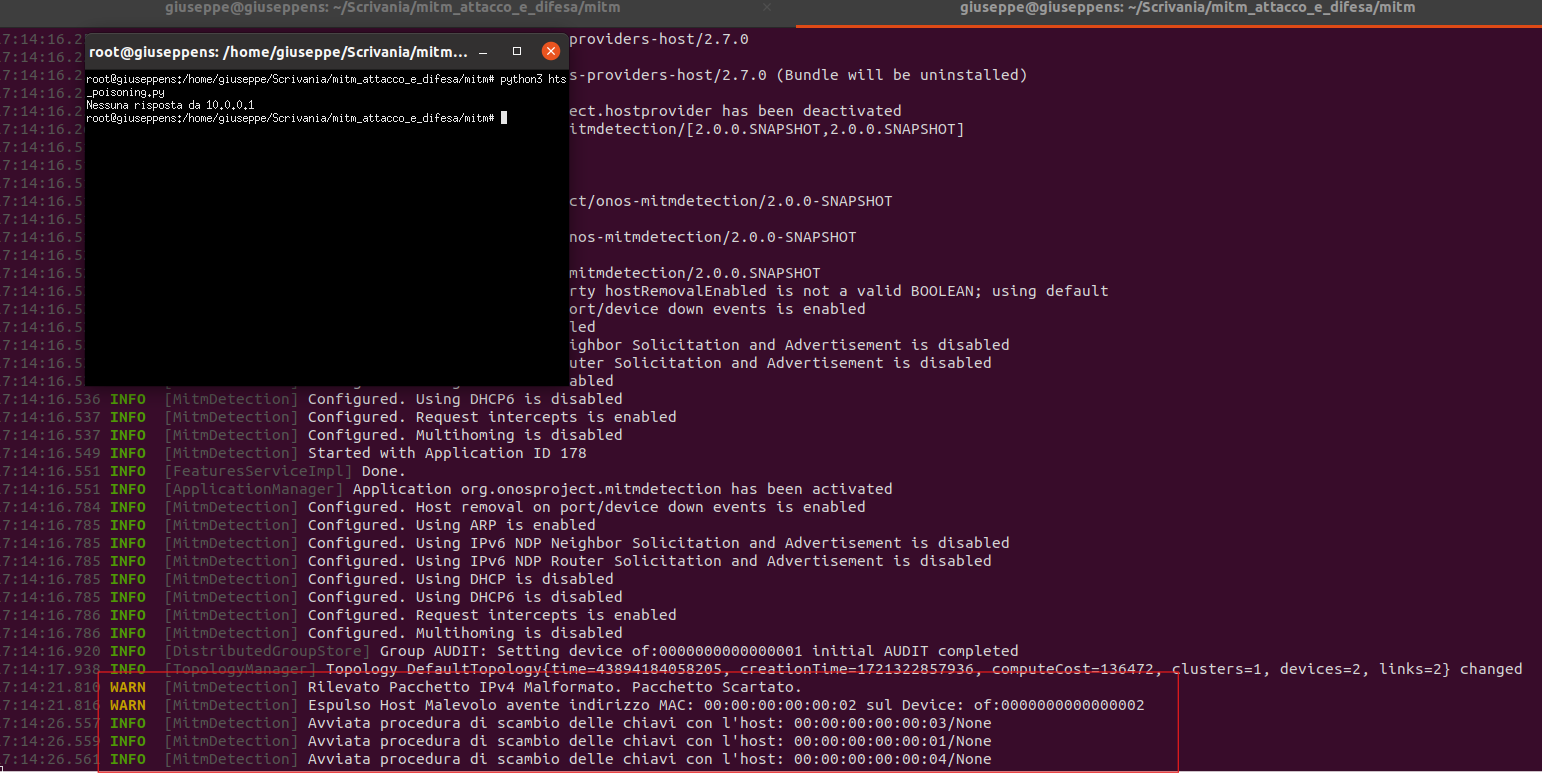 giuseppe@giuseppens: ~/Scrivania/mitm_attacco_e_difesa/mitm × giuseppe@giuseppens: ~/Scrivania/mitm_attacco_e_difesa/mitm
root@giuseppens: /home/giuseppe/Scrivania/mitm...
root@giuseppens:/home/giuseppe/Scrivania/mitm_attacco_e_difesa/mitm# python3 hts
_poisoning.py
Nessuna risposta da 10.0.0.1
root@giuseppens:/home/giuseppe/Scrivania/mitm_attacco_e_difesa/mitm#
7:14:16.2 providers-host/2.7.0
7:14:16.2
7:14:16.2 s-providers-host/2.7.0 (Bundle will be uninstalled)
7:14:16.2
7:14:16.2 ect.hostprovider has been deactivated
7:14:16.2 itmdetection/[2.0.0.SNAPSHOT,2.0.0.SNAPSHOT]
7:14:16.5
7:14:16.5
7:14:16.5
7:14:16.5 ct/onos-mitmdetection/2.0.0-SNAPSHOT
7:14:16.5
7:14:16.5 nos-mitmdetection/2.0.0-SNAPSHOT
7:14:16.5
7:14:16.5 mitmdetection/2.0.0.SNAPSHOT
7:14:16.5 rty hostRemovalEnabled is not a valid BOOLEAN; using default
7:14:16.5 ort/device down events is enabled
7:14:16.5 led
7:14:16.5 ighbor Solicitation and Advertisement is disabled
7:14:16.5 uter Solicitation and Advertisement is disabled
7:14:16.5 abled
7:14:16.536 INFO [MitmDetection] Configured. Using DHCP6 is disabled
7:14:16.537 INFO [MitmDetection] Configured. Request intercepts is enabled
7:14:16.537 INFO [MitmDetection] Configured. Multihoming is disabled
7:14:16.549 INFO [MitmDetection] Started with Application ID 178
7:14:16.551 INFO [FeaturesServiceImpl] Done.
7:14:16.551 INFO [ApplicationManager] Application org.onosproject.mitmdetection has been activated
7:14:16.784 INFO [MitmDetection] Configured. Host removal on port/device down events is enabled
7:14:16.785 INFO [MitmDetection] Configured. Using ARP is enabled
7:14:16.785 INFO [MitmDetection] Configured. Using IPv6 NDP Neighbor Solicitation and Advertisement is disabled
7:14:16.785 INFO [MitmDetection] Configured. Using IPv6 NDP Router Solicitation and Advertisement is disabled
7:14:16.785 INFO [MitmDetection] Configured. Using DHCP is disabled
7:14:16.785 INFO [MitmDetection] Configured. Using DHCP6 is disabled
7:14:16.786 INFO [MitmDetection] Configured. Request intercepts is enabled
7:14:16.786 INFO [MitmDetection] Configured. Multihoming is disabled
7:14:16.920 INFO [DistributedGroupStore] Group AUDIT: Setting device of:0000000000000001 initial AUDIT completed
7:14:17.938 INFO [TopologyManager] Topology DefaultTopology{time=43894184058205, creationTime=1721322857936, computeCost=136472, clusters=1, devices=2, links=2} changed
7:14:21.810 WARN [MitmDetection] Rilevato Pacchetto IPv4 Malformato. Pacchetto Scartato.
7:14:21.816 WARN [MitmDetection] Espulso Host Malevolo avente indirizzo MAC: 00:00:00:00:00:02 sul Device: of:0000000000000002
7:14:26.557 INFO [MitmDetection] Avviata procedura di scambio delle chiavi con l'host: 00:00:00:00:00:03/None
7:14:26.559 INFO [MitmDetection] Avviata procedura di scambio delle chiavi con l'host: 00:00:00:00:00:01/None
7:14:26.561 INFO [MitmDetection] Avviata procedura di scambio delle chiavi con l'host: 00:00:00:00:00:04/None